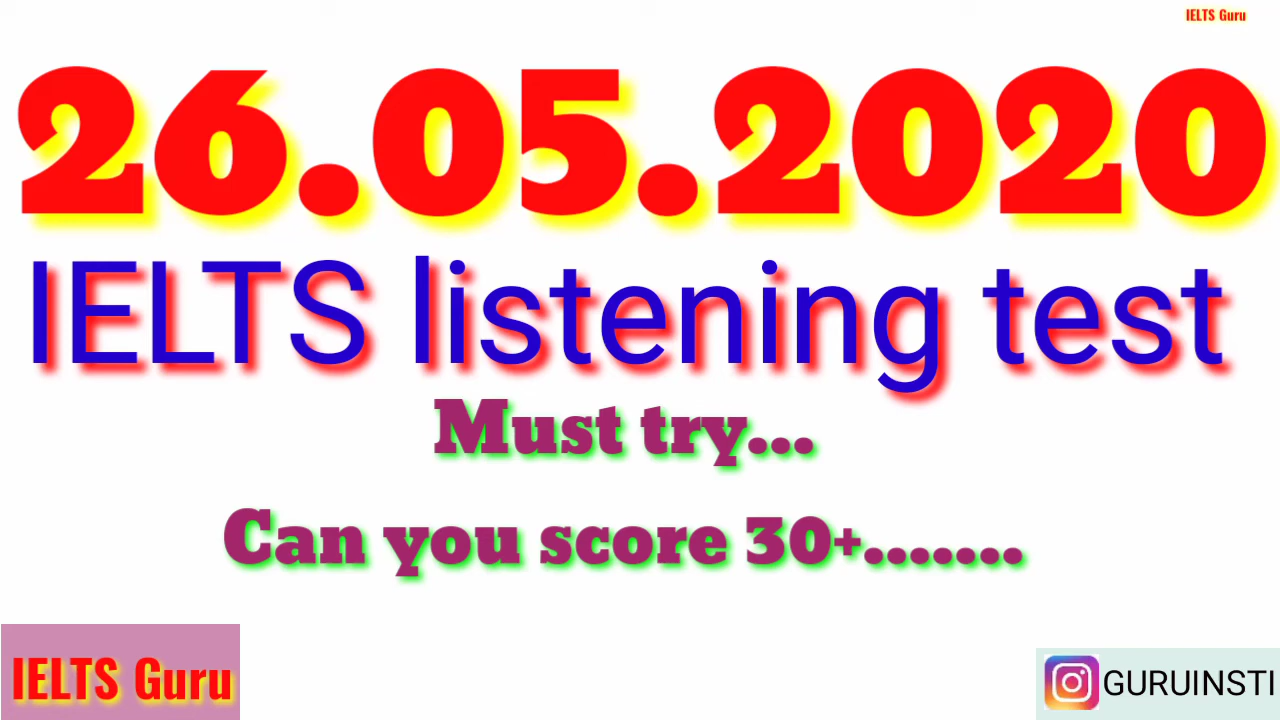 IELTS Guru
26.05.2020
IELTS listening test
Must try...
Can you score 30+.......
IELTS Guru
GURUINSTI